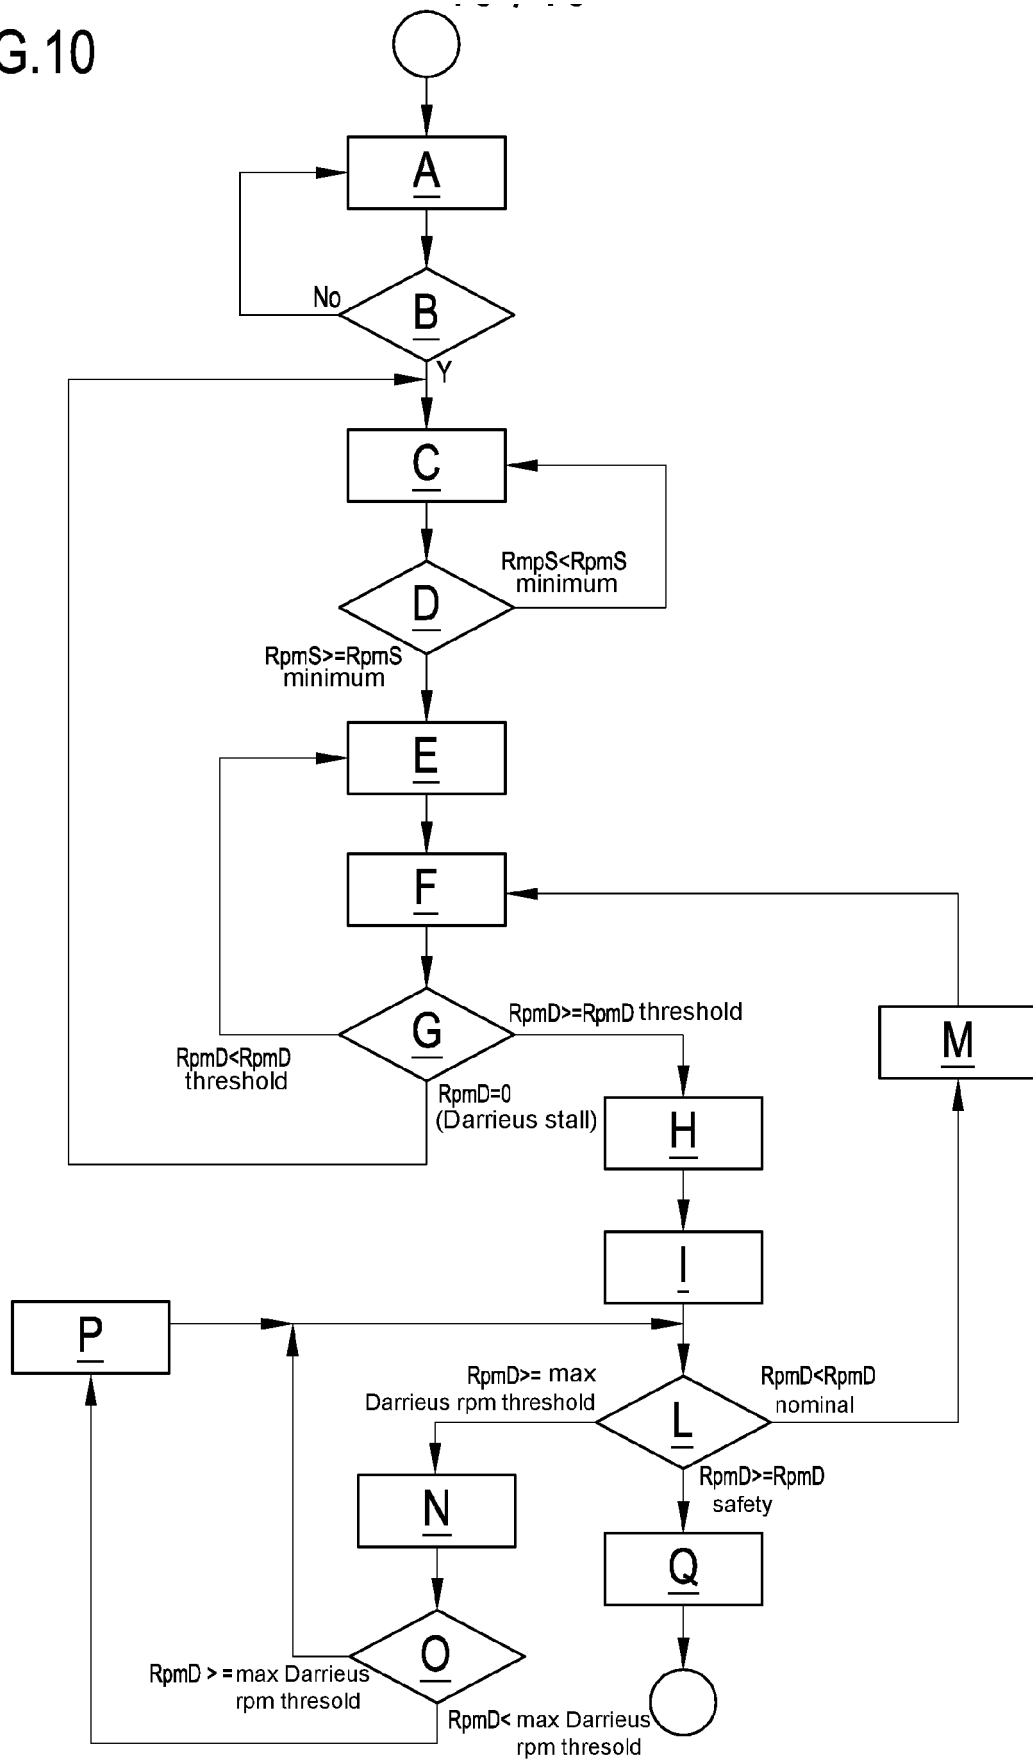 G.10
A
No
B
Y
C
RmpS<RpmS
minimum
D
RpmS>=RpmS
minimum
E
F
RpmD>=RpmD threshold
G
M
RpmD<RpmD
threshold
RpmD=0
(Darrieus stall)
H
I
P
RpmD>= max
Darrieus rpm threshold
RpmD<RpmD
nominal
L
RpmD>=RpmD
safety
N
Q
O
RpmD > =max Darrieus
rpm thresold
RpmD< max Darrieus
rpm thresold